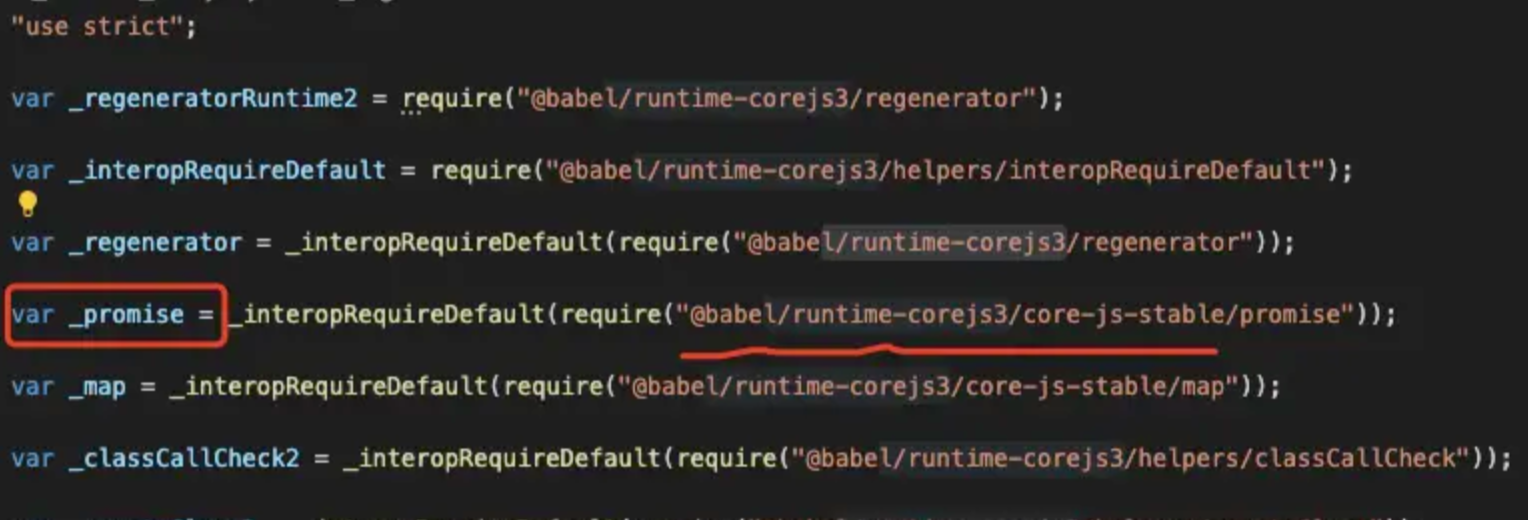 "use strict";
var _regeneratorRuntime2 = require("@babel/runtime-corejs3/regenerator");
var _interopRequireDefault = require("@babel/runtime-corejs3/helpers/interopRequireDefault");
var _regenerator = _interopRequireDefault(require("@babel/runtime-corejs3/regenerator"));
var _promise = _interopRequireDefault(require("@babel/runtime-corejs3/core-js-stable/promise"));
var _map = _interopRequireDefault(require("@babel/runtime-corejs3/core-js-stable/map"));
var _classCallCheck2 = _interopRequireDefault(require("@babel/runtime-corejs3/helpers/classCallCheck"));